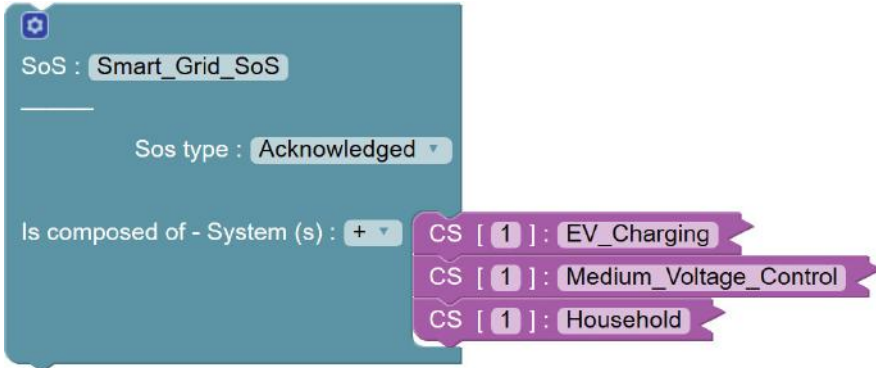 SoS : Smart_Grid_SoS
Sos type : Acknowledged
Is composed of - System (s) : + CS [ 1 ] : EV_Charging
CS [ 1 ] : Medium_Voltage_Control
CS [ 1 ] : Household